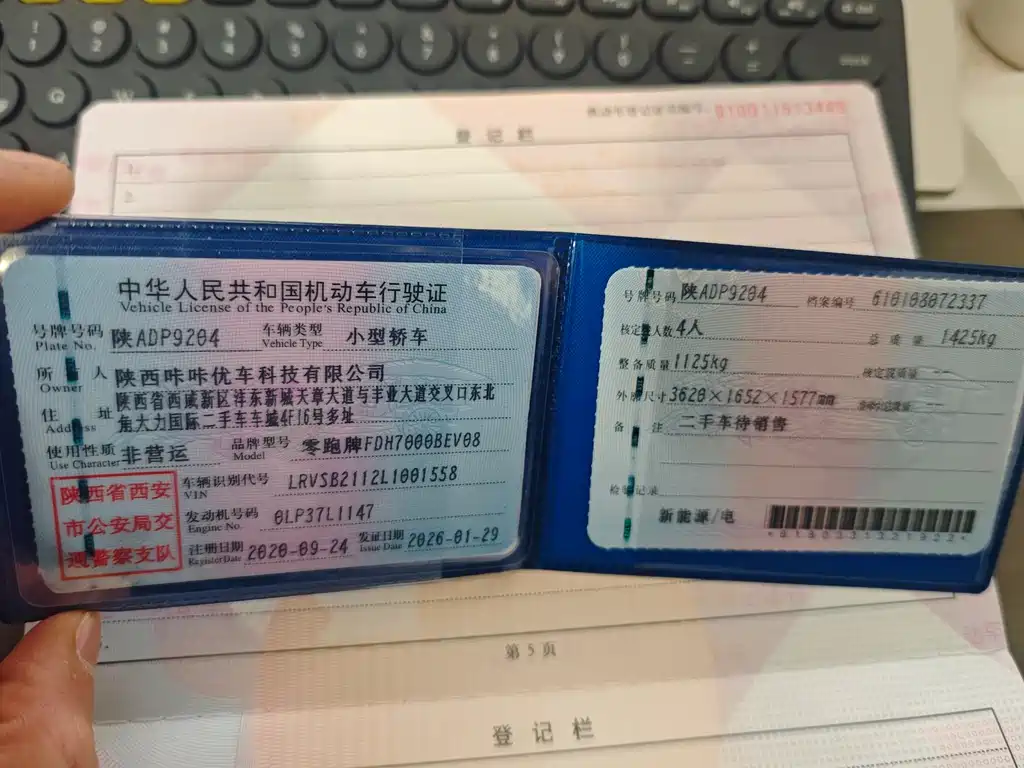 登记栏
1.
2.
中华人民共和国机动车行驶证
Vehicle License of the People's Republic of China
号牌号码 Plate No. 陕ADP9204 车辆类型 Vehicle Type 小型轿车
所有人 Owner 陕西咔咔优车科技有限公司
住址 Address 陕西省西咸新区沣东新城天章大道与丰业大道交叉口东北
焦大力国际二手车车城4F16号多址
使用性质 Use Character 非营运 品牌型号 Model 零跑牌FDH7000BEV08
陕西省西安
市公安局交
通警察支队
车辆识别代号 VIN LRVSB2112L1001558
发动机号码 Engine No. 0LP37L1147
注册日期 Register Date 2020-09-24 发证日期 Issue Date 2026-01-29
号牌号码 陕ADP9204 档案编号 610108072337
核定载人数 4人 总质量 1425kg
整备质量 1125kg 核定载质量
外廓尺寸 3620×1652×1577mm
备注 二手车待销售
检验记录
新能源/电
第 5 页
登记栏